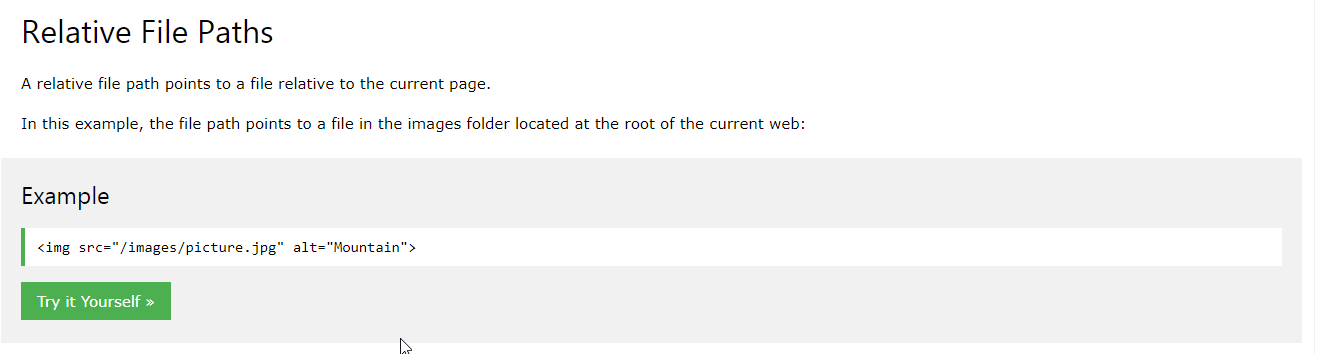 Relative File Paths
A relative file path points to a file relative to the current page.
In this example, the file path points to a file in the images folder located at the root of the current web:
Example
<img src="/images/picture.jpg" alt="Mountain">
Try it Yourself »